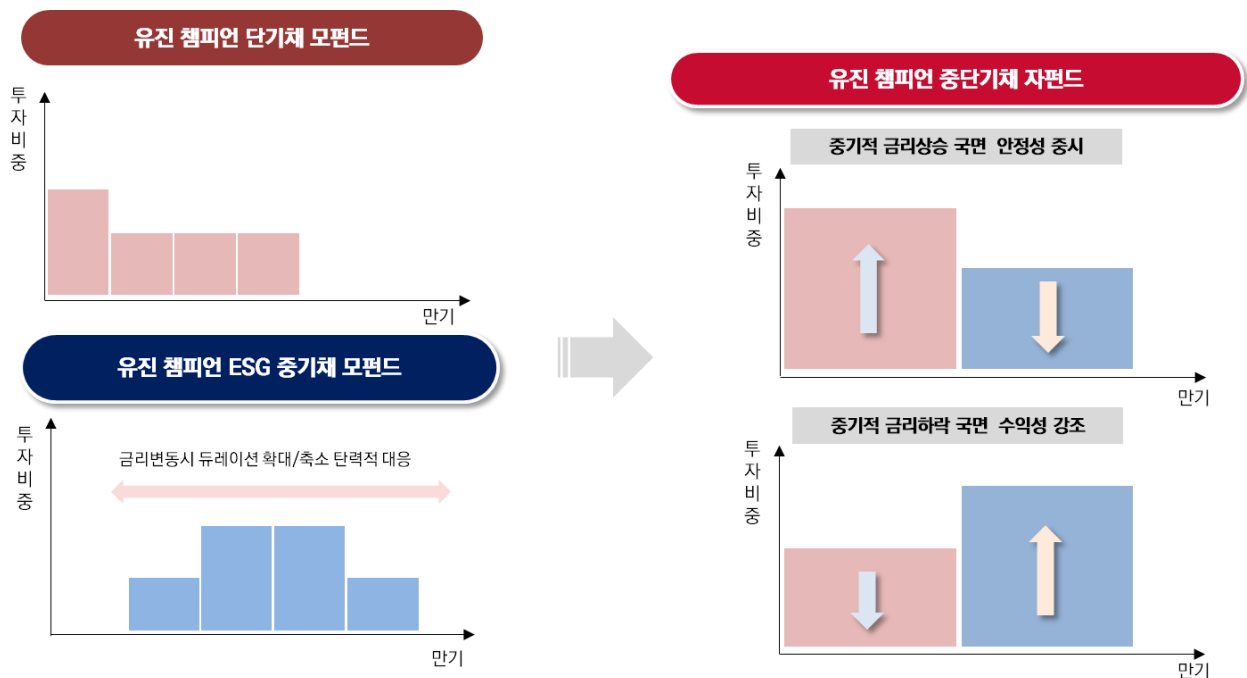 유진 챔피언 단기채 모펀드
투자비중
만기
유진 챔피언 ESG 중기채 모펀드
투자비중
금리변동시 듀레이션 확대/축소 탄력적 대응
만기
유진 챔피언 중단기채 자펀드
중기적 금리상승 국면 안정성 중시
투자비중
만기
중기적 금리하락 국면 수익성 강조
투자비중
만기